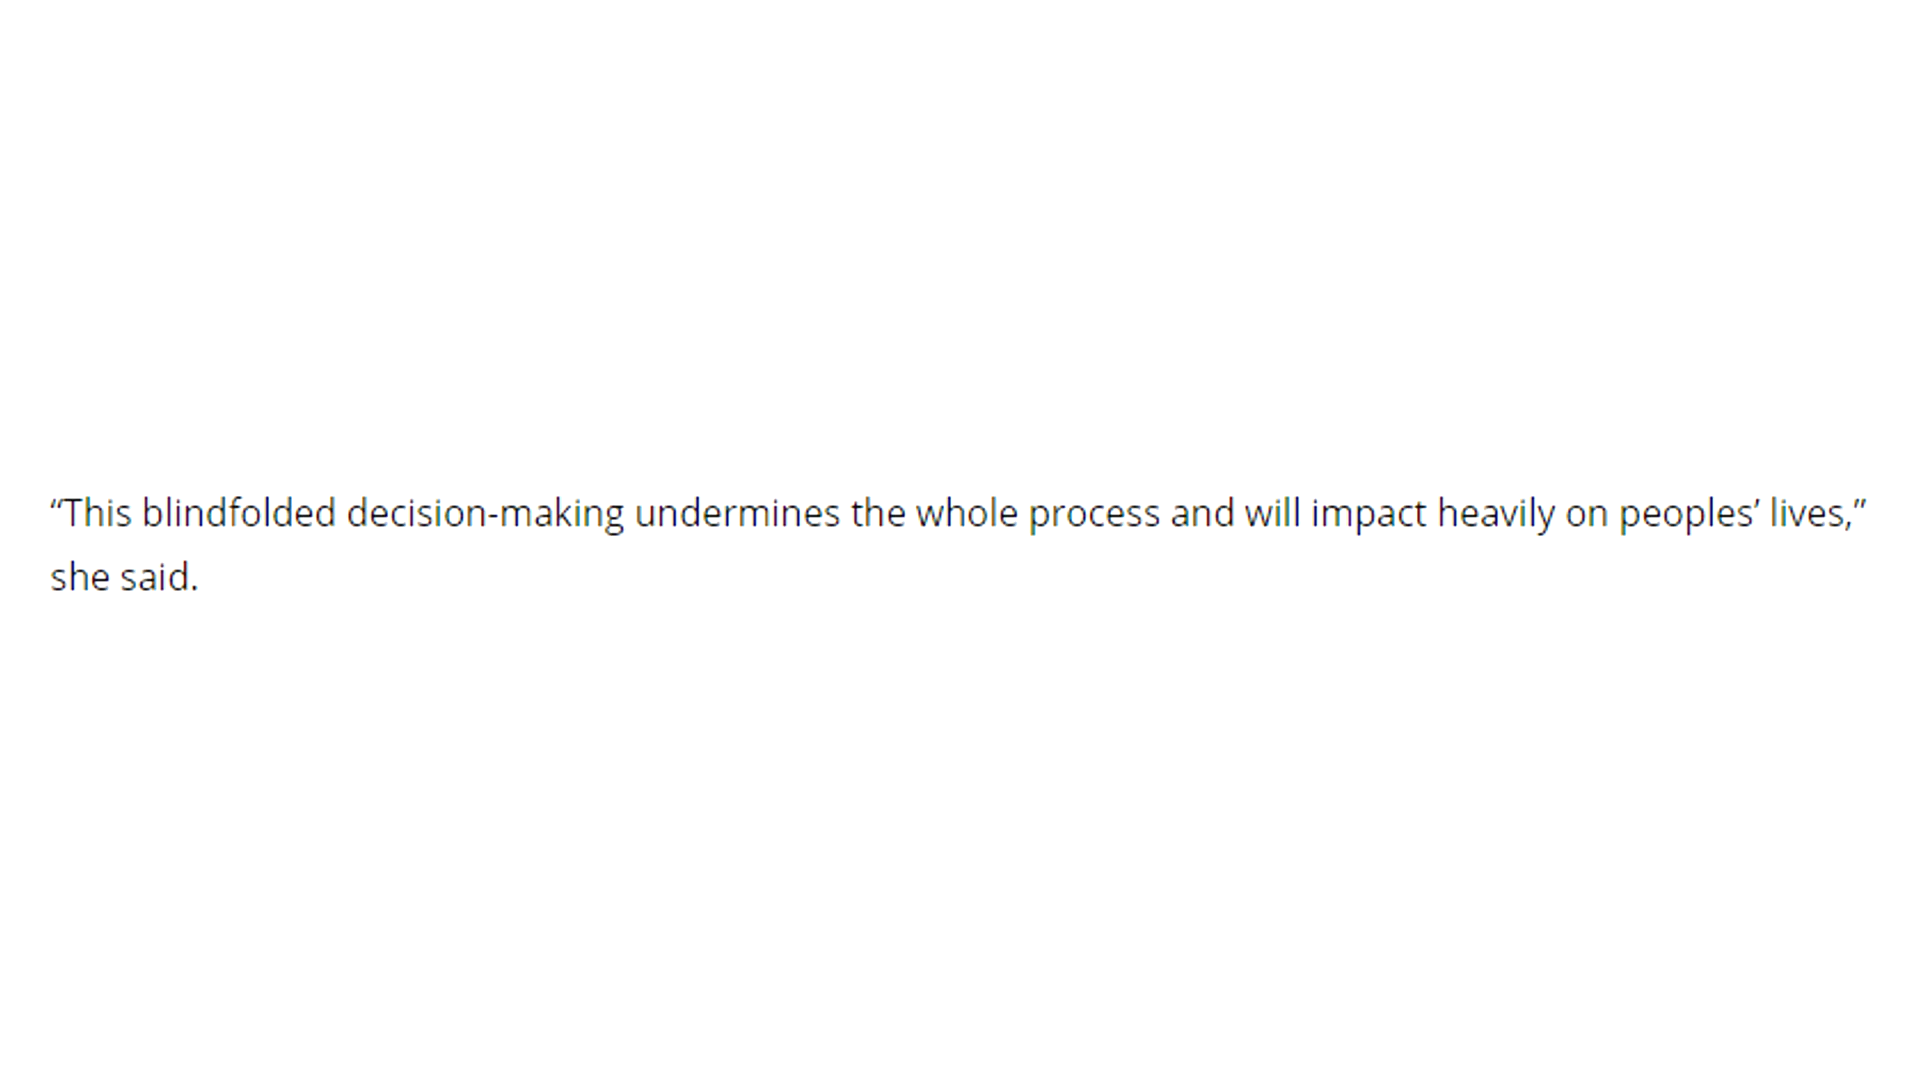 “This blindfolded decision-making undermines the whole process and will impact heavily on peoples’ lives,”
she said.